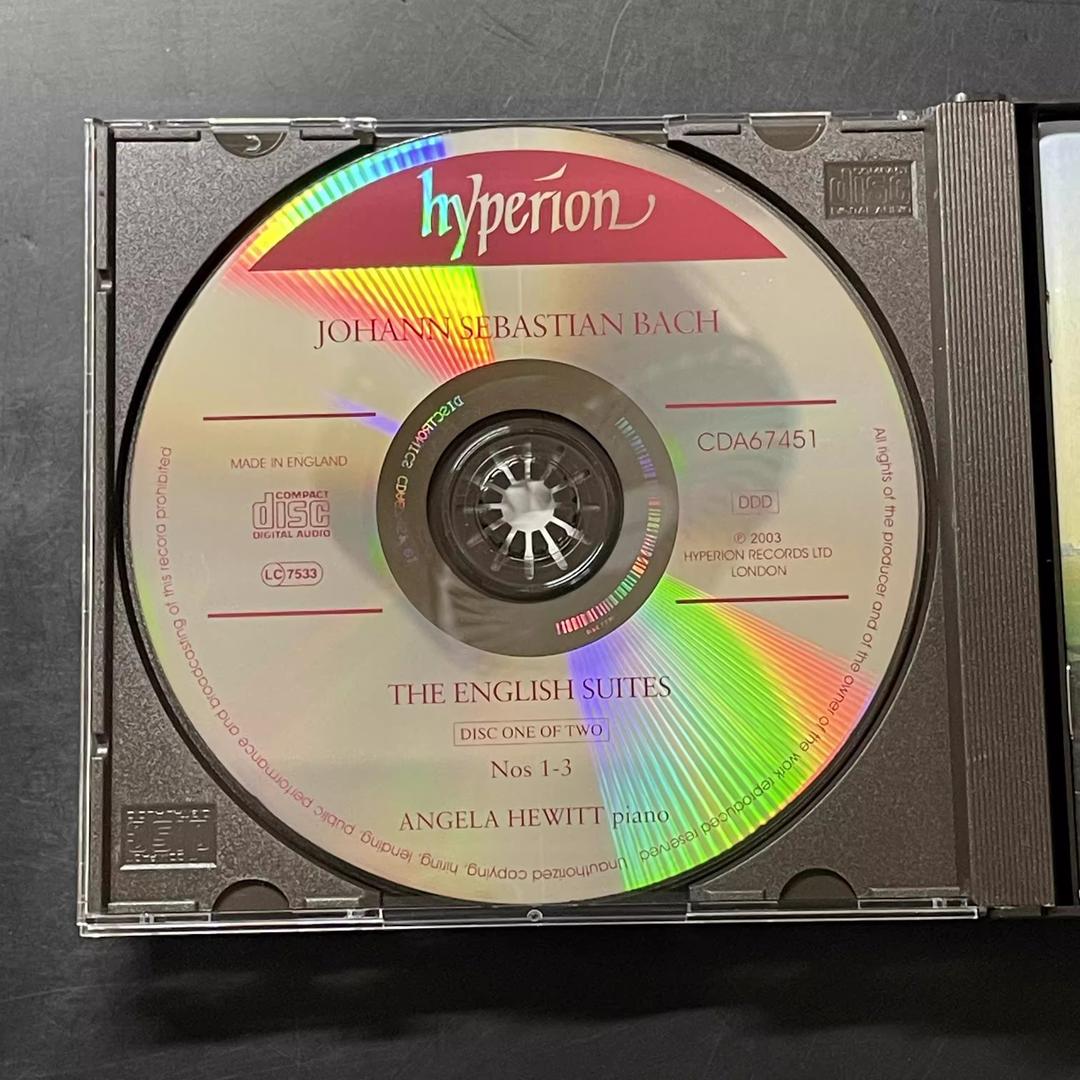 hyperion
JOHANN SEBASTIAN BACH
MADE IN ENGLAND
COMPACT
disc
DIGITAL AUDIO
LC 7533
CDA67451
DDD
℗ 2003
HYPERION RECORDS LTD
LONDON
THE ENGLISH SUITES
DISC ONE OF TWO
Nos 1-3
ANGELA HEWITT piano
All rights of the producer and of the owner of the work reproduced reserved. Unauthorized copying, hiring, lending, public performance and broadcasting of this record prohibited
DISCTRONICS
COMPACT
disc
DIGITAL AUDIO